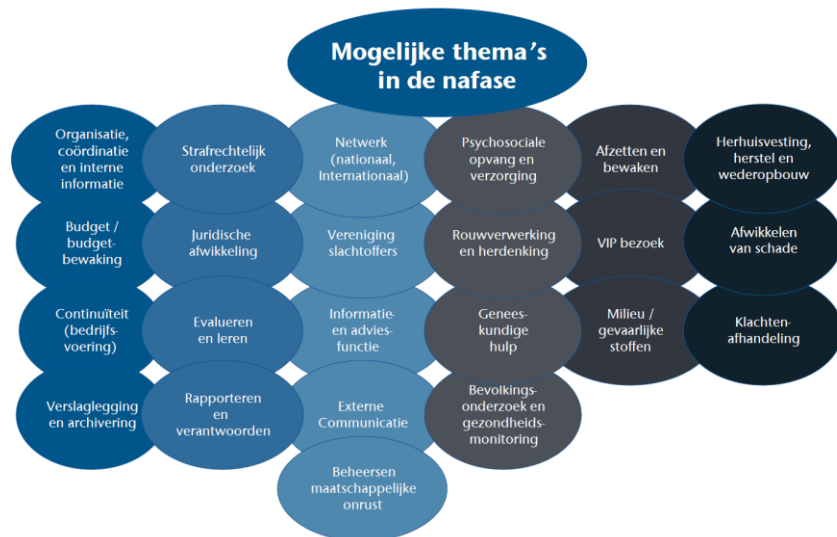 Mogelijke thema's
in de nafase
Organisatie,
coördinatie
en interne
informatie
Strafrechtelijk
onderzoek
Netwerk
(nationaal,
Internationaal)
Psychosociale
opvang en
verzorging
Afzetten en
bewaken
Herhuisvesting,
herstel en
wederopbouw
Budget /
budget-
bewaking
Juridische
afwikkeling
Vereniging
slachtoffers
Rouwverwerking
en herdenking
VIP bezoek
Afwikkelen
van schade
Continuïteit
(bedrijfs-
voering)
Evalueren
en leren
Informatie-
en advies-
functie
Genees-
kundige
hulp
Milieu /
gevaarlijke
stoffen
Klachten-
afhandeling
Verslaglegging
en archivering
Rapporteren
en
verantwoorden
Externe
Communicatie
Bevolkings-
onderzoek en
gezondheids-
monitoring
Beheersen
maatschappelijke
onrust